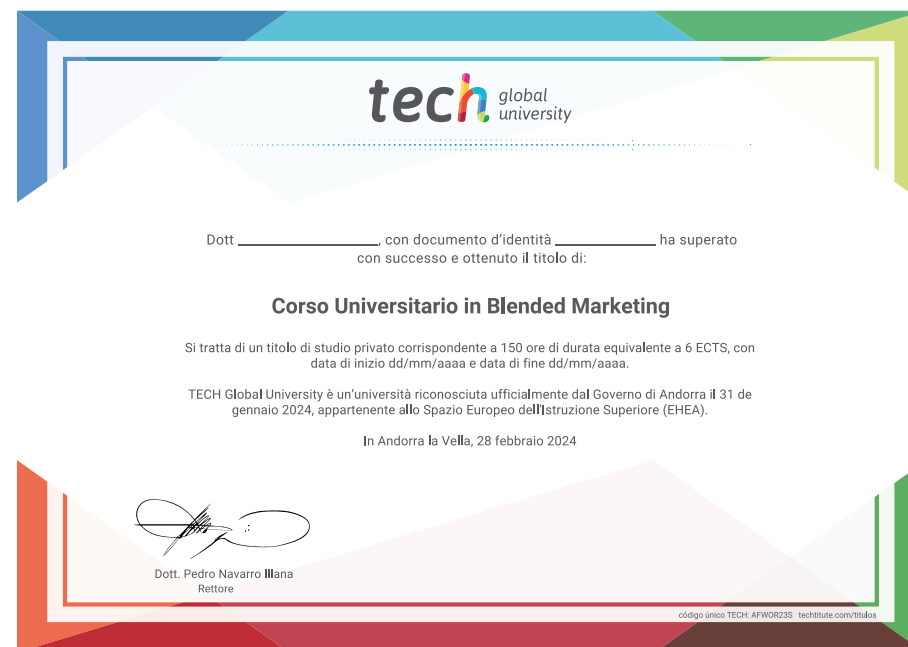 tech global university
Dott ____________________, con documento d'identità ______________ ha superato
con successo e ottenuto il titolo di:
Corso Universitario in Blended Marketing
Si tratta di un titolo di studio privato corrispondente a 150 ore di durata equivalente a 6 ECTS, con
data di inizio dd/mm/aaaa e data di fine dd/mm/aaaa.
TECH Global University è un'università riconosciuta ufficialmente dal Governo di Andorra il 31 de
gennaio 2024, appartenente allo Spazio Europeo dell'Istruzione Superiore (EHEA).
In Andorra la Vella, 28 febbraio 2024
Dott. Pedro Navarro Illana
Rettore
código único TECH: AFWOR23S techtitute.com/titulos